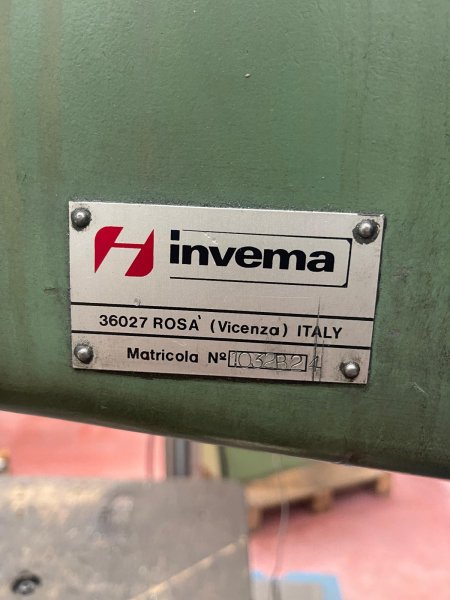 invema
36027 ROSA' (Vicenza) ITALY
Matricola Nº